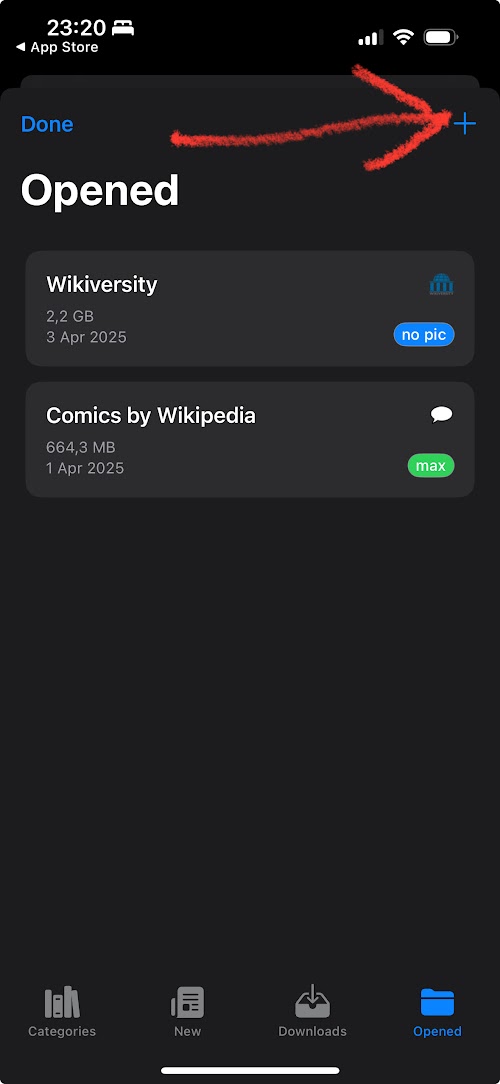 23:20
◀ App Store
Done
Opened
Wikiversity
2,2 GB
3 Apr 2025
no pic
Comics by Wikipedia
664,3 MB
1 Apr 2025
max
Categories
New
Downloads
Opened